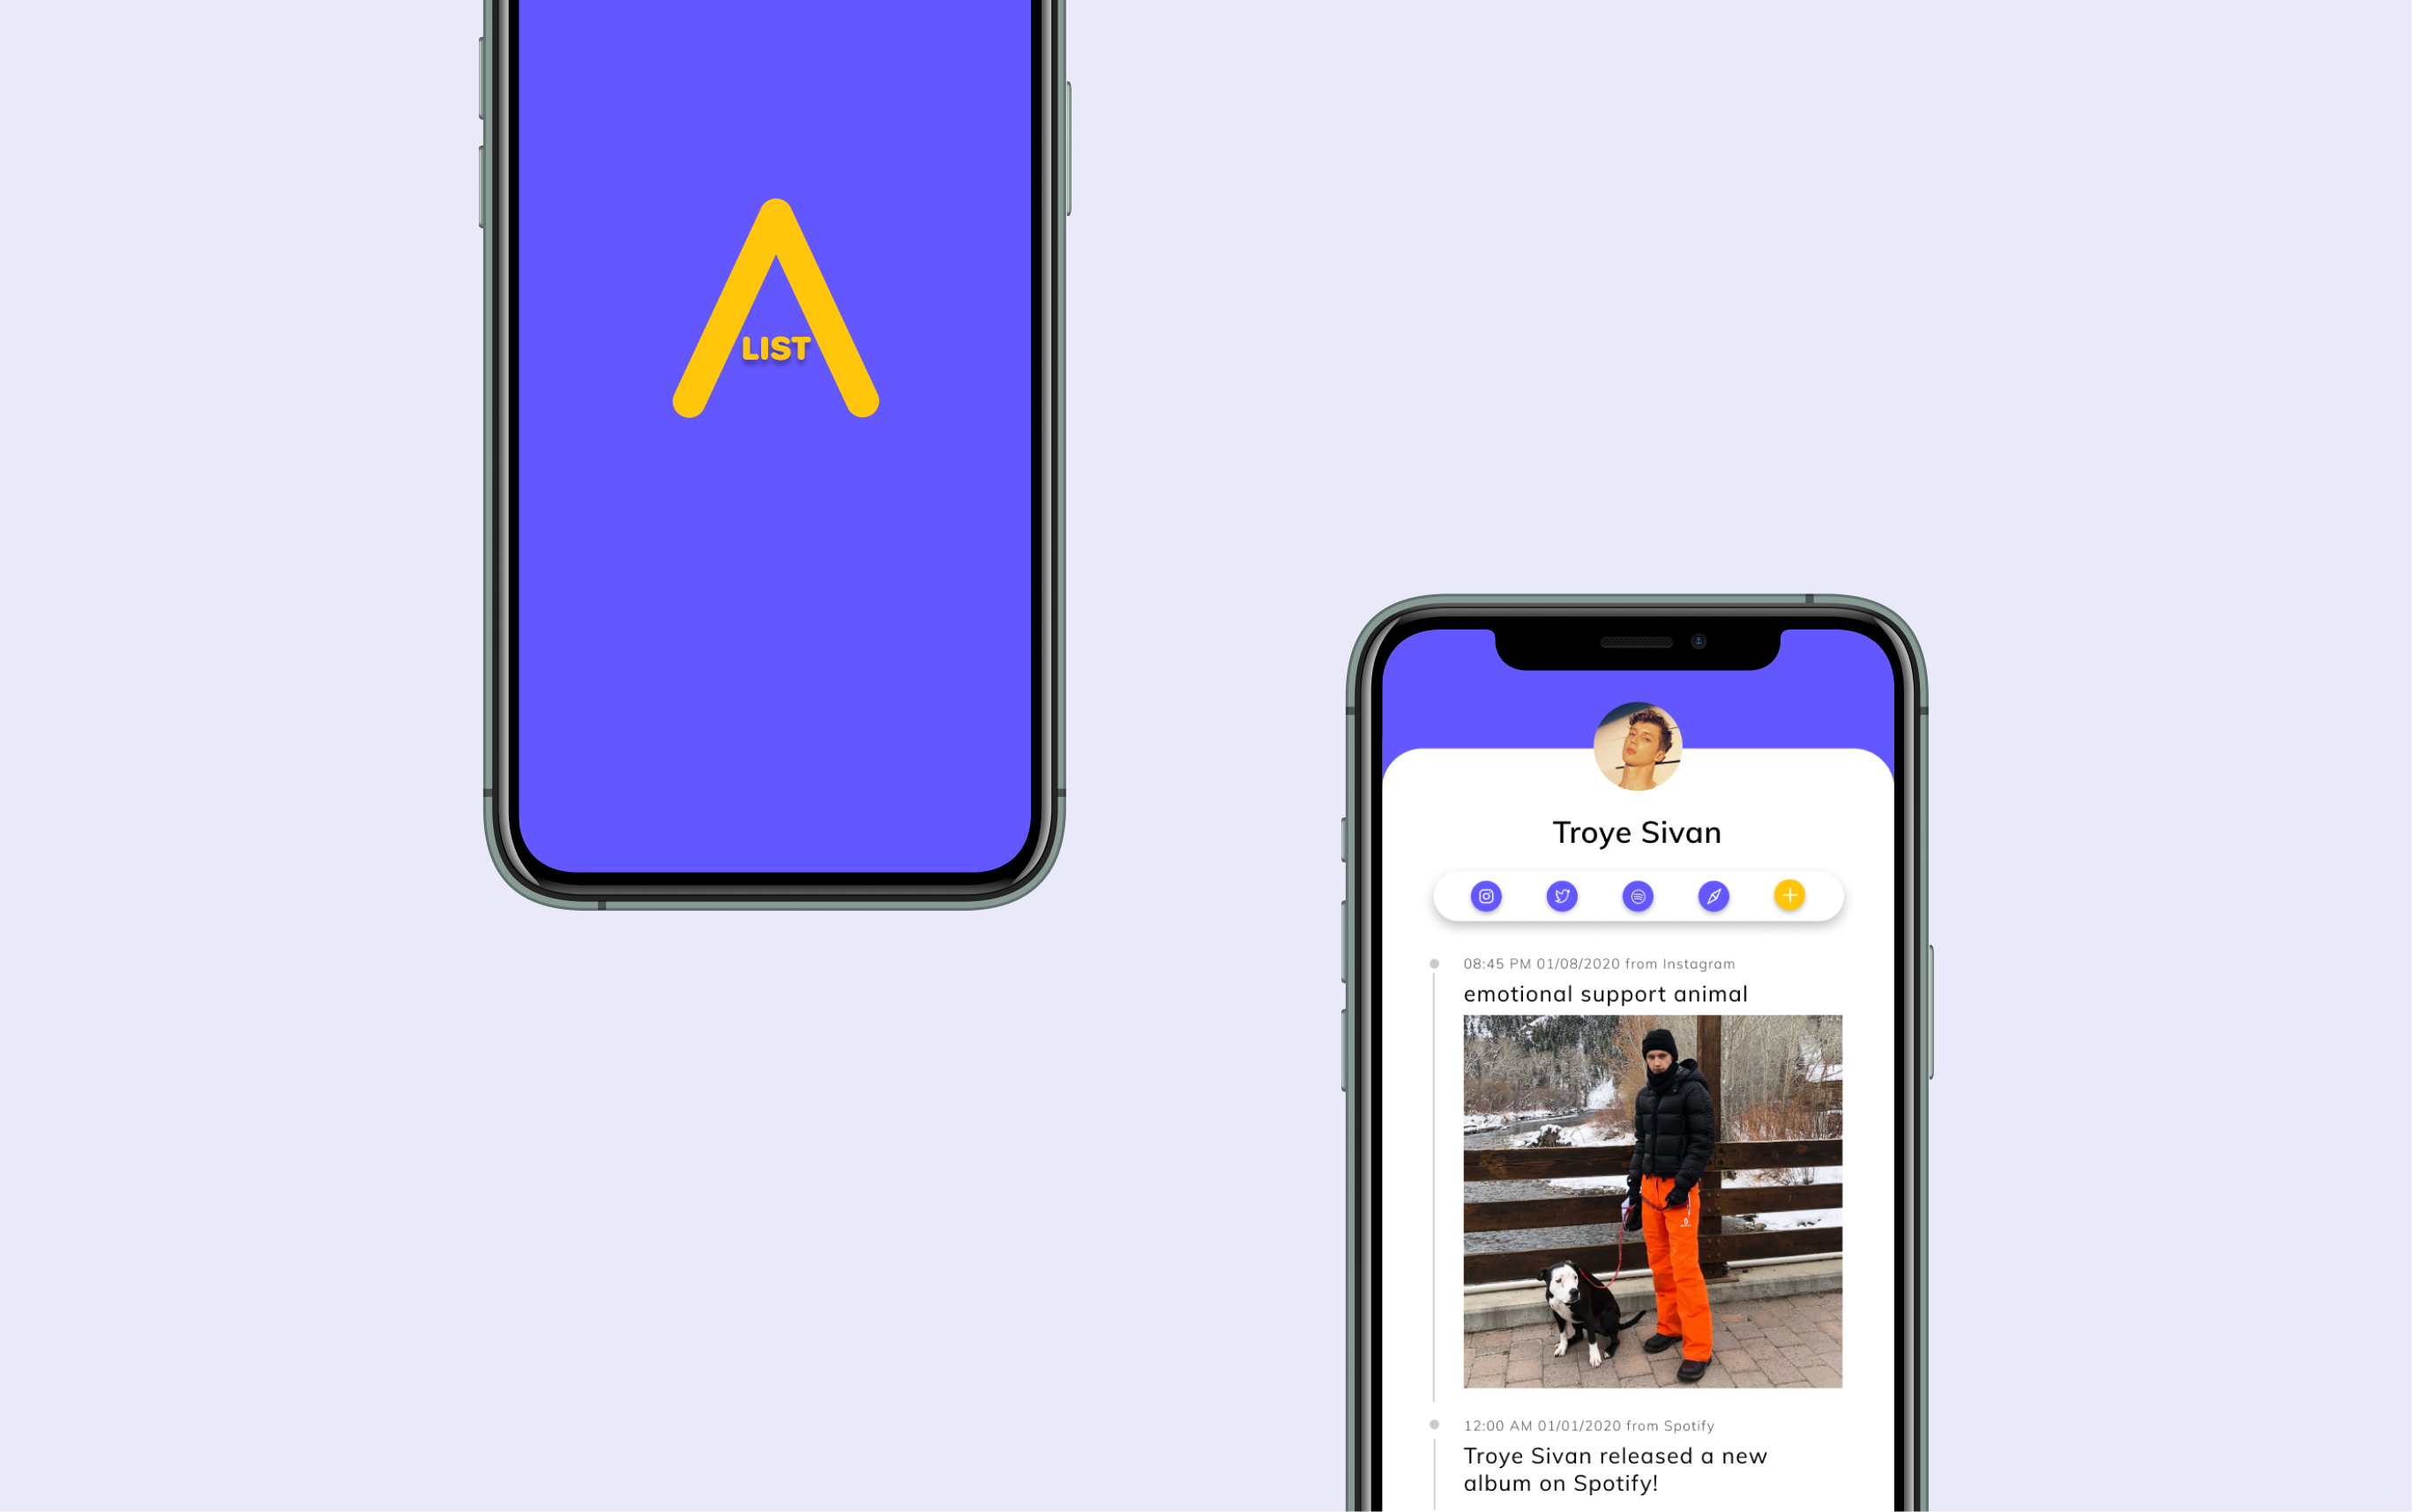 A
LIST
Troye Sivan
08:45 PM 01/08/2020 from Instagram
emotional support animal
12:00 AM 01/01/2020 from Spotify
Troye Sivan released a new
album on Spotify!